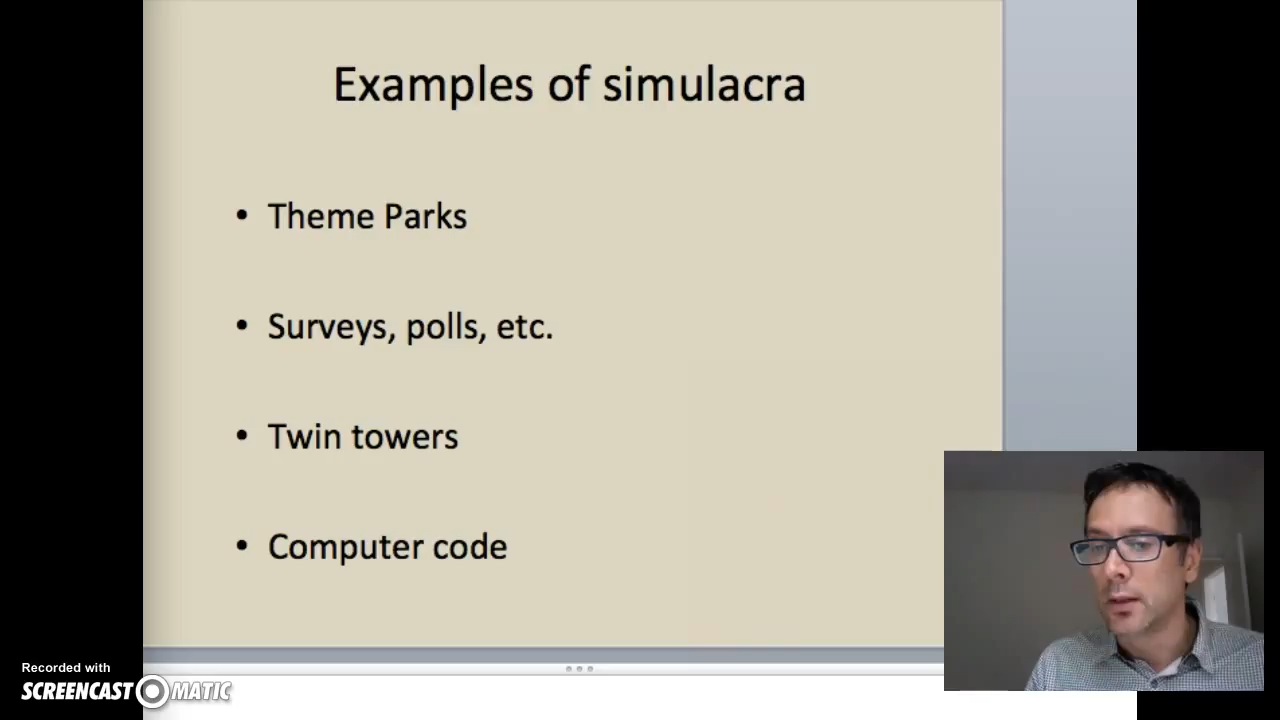 Examples of simulacra
• Theme Parks
• Surveys, polls, etc.
• Twin towers
• Computer code
Recorded with
SCREENCAST MATIC